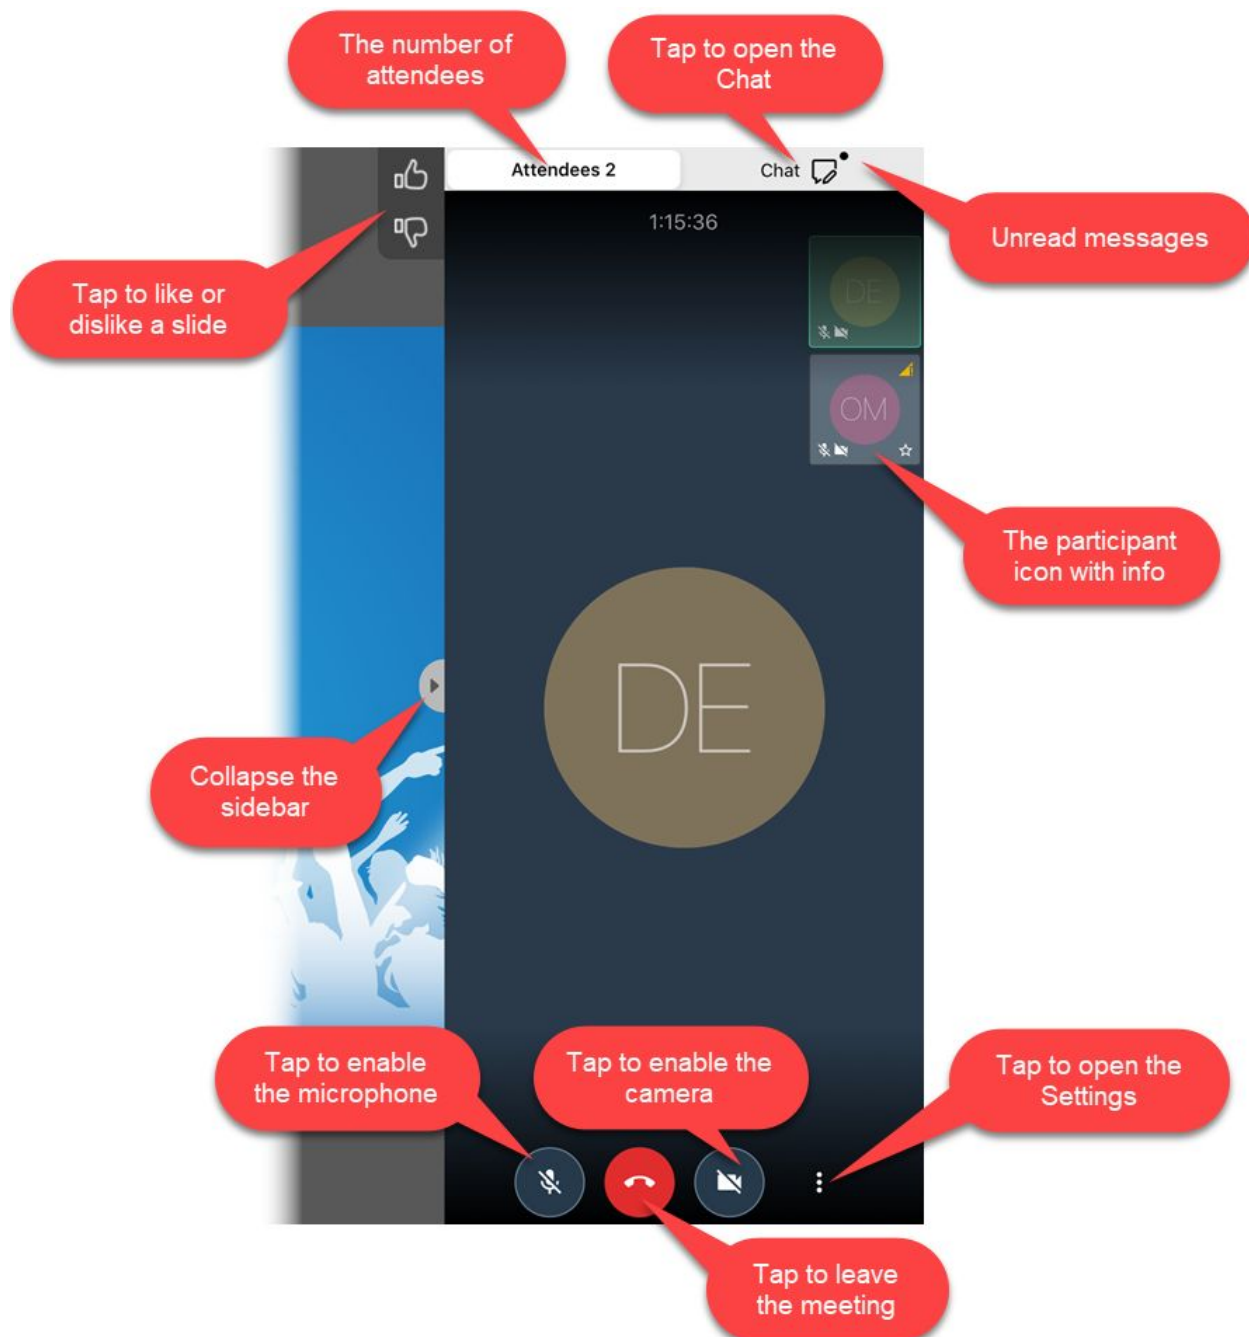 The number of
attendees
Tap to open the
Chat
Attendees 2
Chat
1:15:36
Unread messages
DE
Tap to like or
dislike a slide
OM
The participant
icon with info
DE
Collapse the
sidebar
Tap to enable
the microphone
Tap to enable the
camera
Tap to open the
Settings
Tap to leave
the meeting